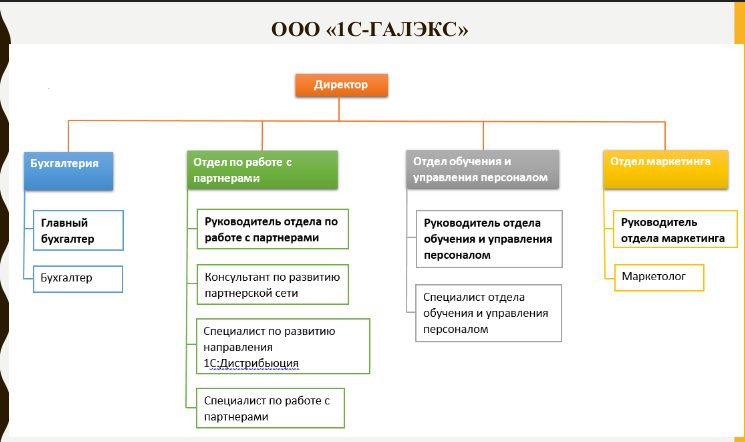 ООО «1С-ГАЛЭКС»
Директор
Бухгалтерия
Главный
бухгалтер
Бухгалтер
Отдел по работе с
партнерами
Руководитель отдела по
работе с партнерами
Консультант по развитию
партнерской сети
Специалист по развитию
направления
1С:Дистрибьюция
Специалист по работе с
партнерами
Отдел обучения и
управления персоналом
Руководитель отдела
обучения и управления
персоналом
Специалист отдела
обучения и управления
персоналом
Отдел маркетинга
Руководитель
отдела маркетинга
Маркетолог